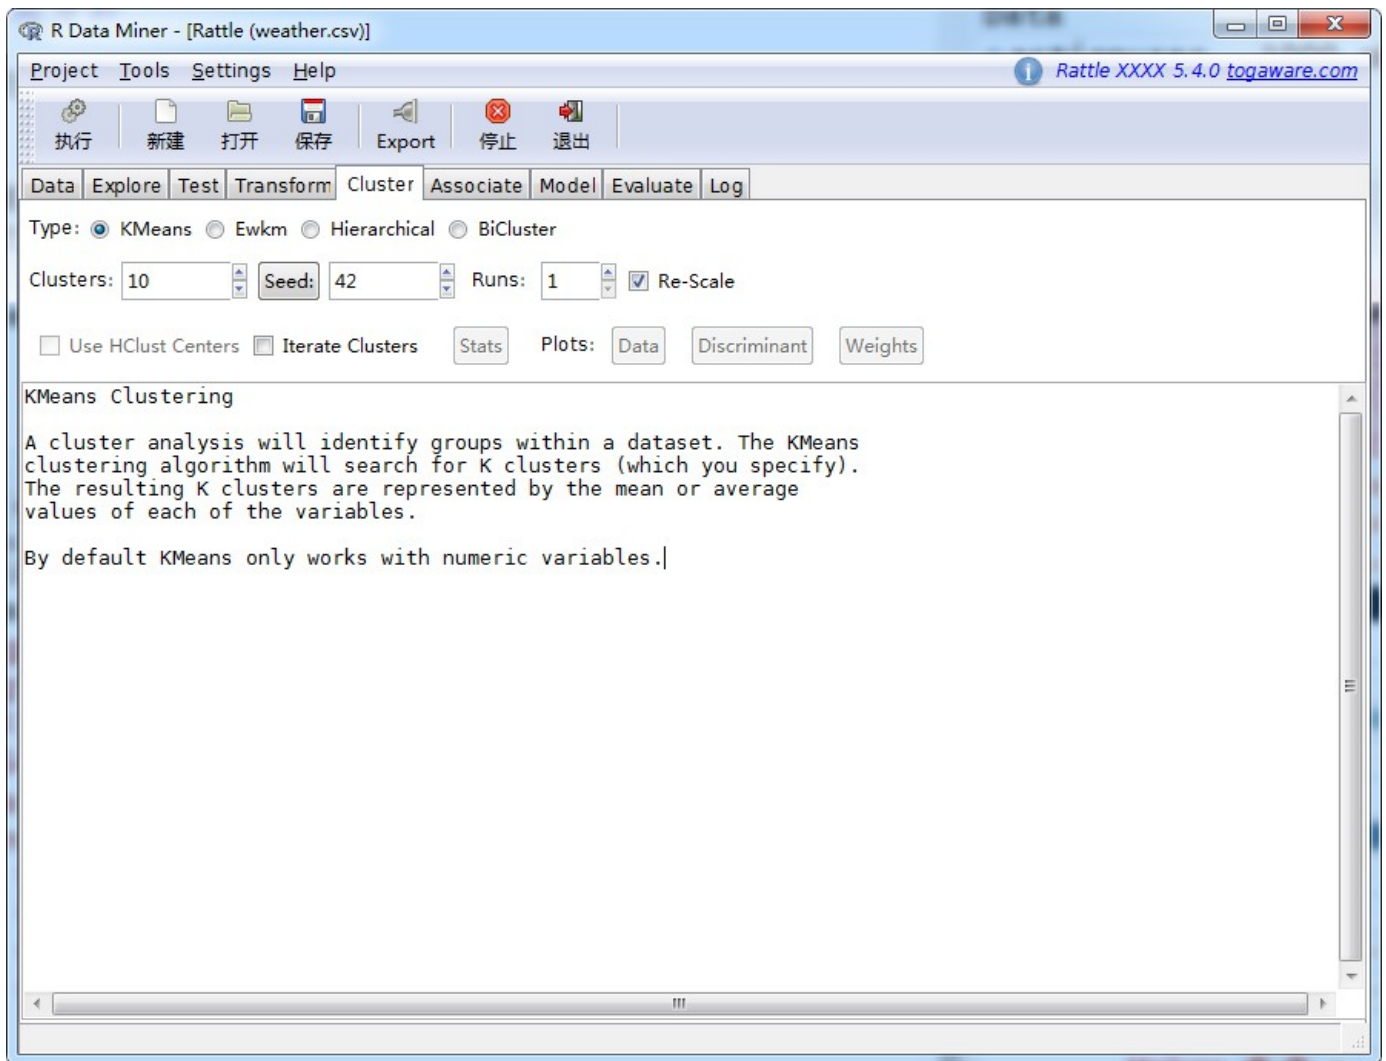 R Data Miner - [Rattle (weather.csv)]
Project Tools Settings Help Rattle XXXX 5.4.0 togaware.com
执行 新建 打开 保存 Export 停止 退出
Data Explore Test Transform Cluster Associate Model Evaluate Log
Type: KMeans Ewkm Hierarchical BiCluster
Clusters: 10 Seed: 42 Runs: 1 Re-Scale
Use HClust Centers Iterate Clusters Stats Plots: Data Discriminant Weights
KMeans Clustering
A cluster analysis will identify groups within a dataset. The KMeans
clustering algorithm will search for K clusters (which you specify).
The resulting K clusters are represented by the mean or average
values of each of the variables.
By default KMeans only works with numeric variables.